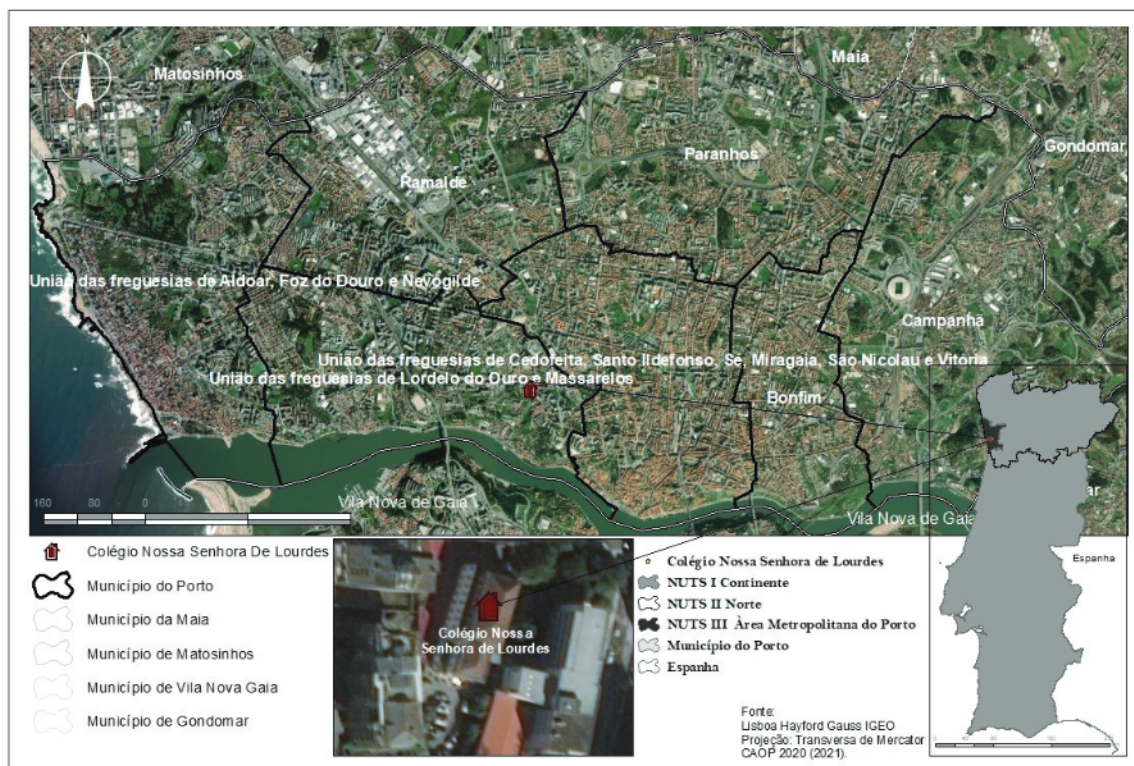 N
Matosinhos
Maia
Gondomar
Paranhos
Ramalde
União das freguesias de Aldoar, Foz do Douro e Nevogilde
Campanhã
União das freguesias de Cedofeita, Santo Ildefonso, Sé, Miragaia, São Nicolau e Vitória
União das freguesias de Lordelo do Ouro e Massarelos
Bonfim
160 80 0
Vila Nova de Gaia
Vila Nova de Gaia
mar
Espanha
Colégio Nossa Senhora De Lourdes
Município do Porto
Município da Maia
Município de Matosinhos
Município de Vila Nova Gaia
Município de Gondomar
Colégio Nossa
Senhora de Lourdes
Colégio Nossa Senhora de Lourdes
NUTS I Continente
NUTS II Norte
NUTS III Àrea Metropolitana do Porto
Município do Porto
Espanha
Fonte:
Lisboa Hayford Gauss IGEO
Projeção: Transversa de Mercator
CAOP 2020 (2021).